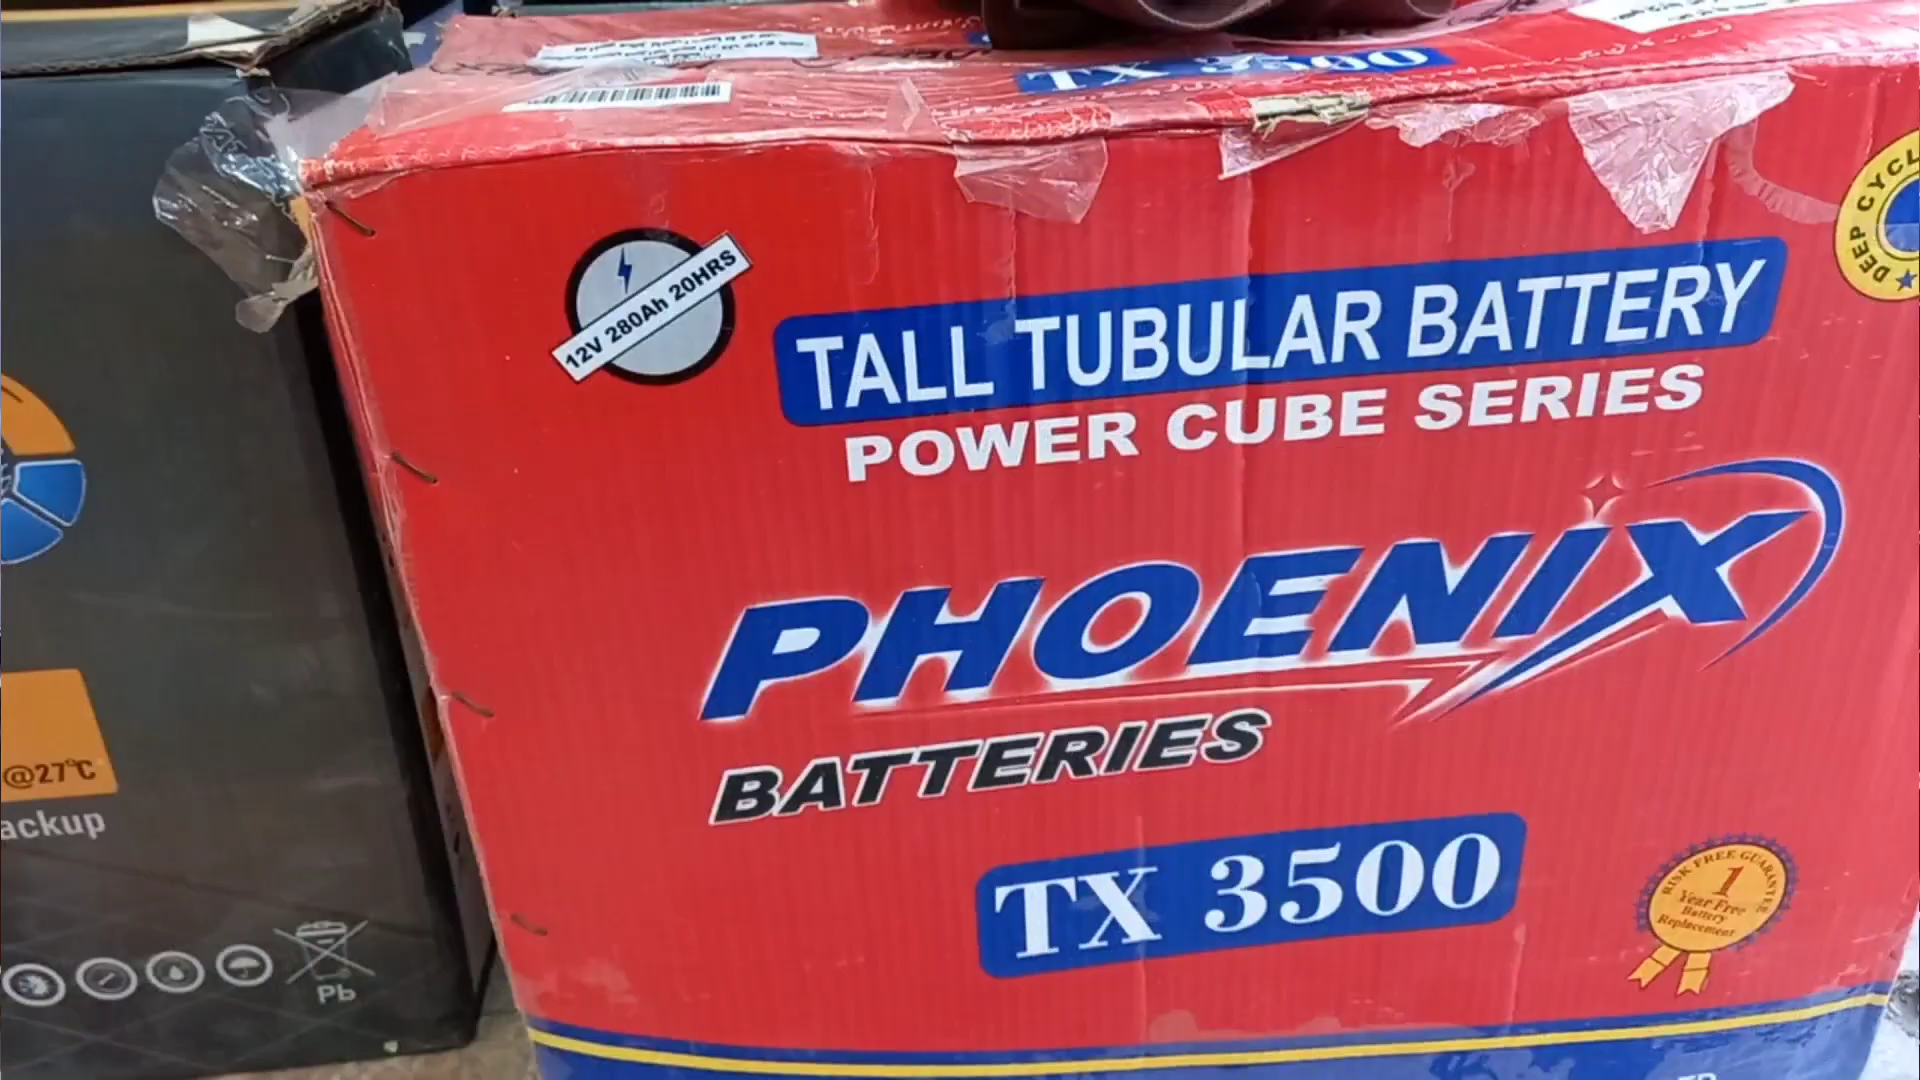 TX 3500
12V 280Ah 20HRS
TALL TUBULAR BATTERY
POWER CUBE SERIES
DEEP CYCL
PHOENIX
BATTERIES
TX 3500
RISK FREE GUARANTEE
1
Year Free
Battery
Replacement
@27°C
ackup
Pb